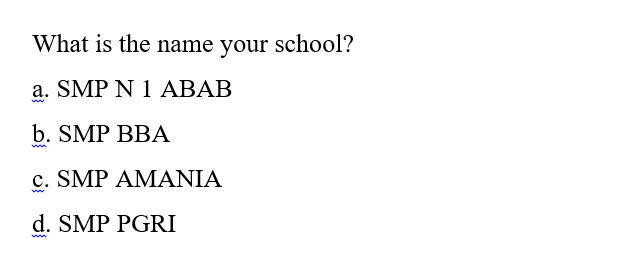 What is the name your school?
a. SMP N 1 ABAB
b. SMP BBA
c. SMP AMANIA
d. SMP PGRI